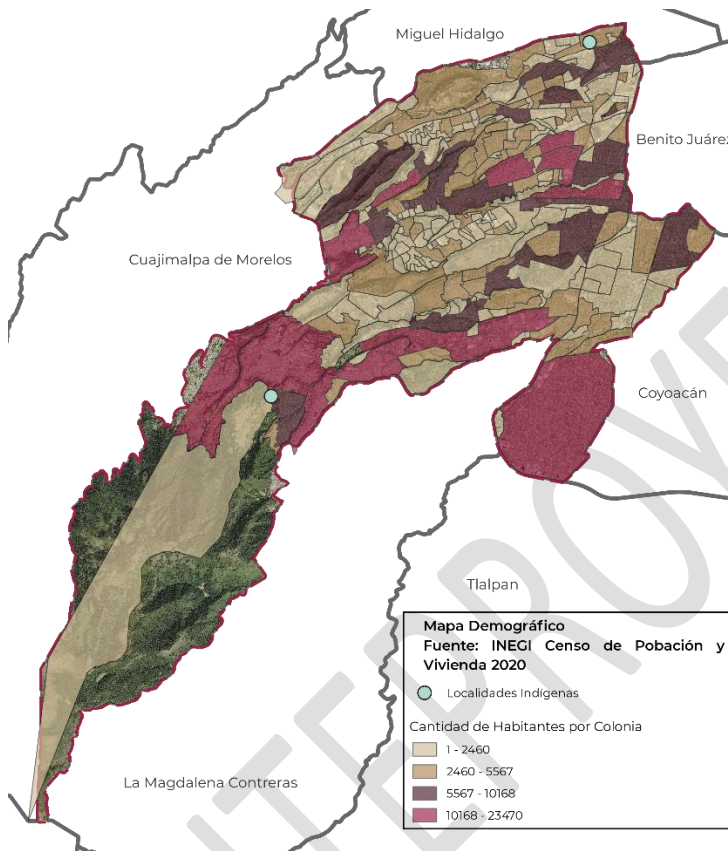 Miguel Hidalgo
Benito Juárez
Cuajimalpa de Morelos
Coyoacán
Tlalpan
La Magdalena Contreras
Mapa Demográfico
Fuente: INEGI Censo de Pobación y
Vivienda 2020
Localidades Indígenas
Cantidad de Habitantes por Colonia
1 - 2460
2460 - 5567
5567 - 10168
10168 - 23470